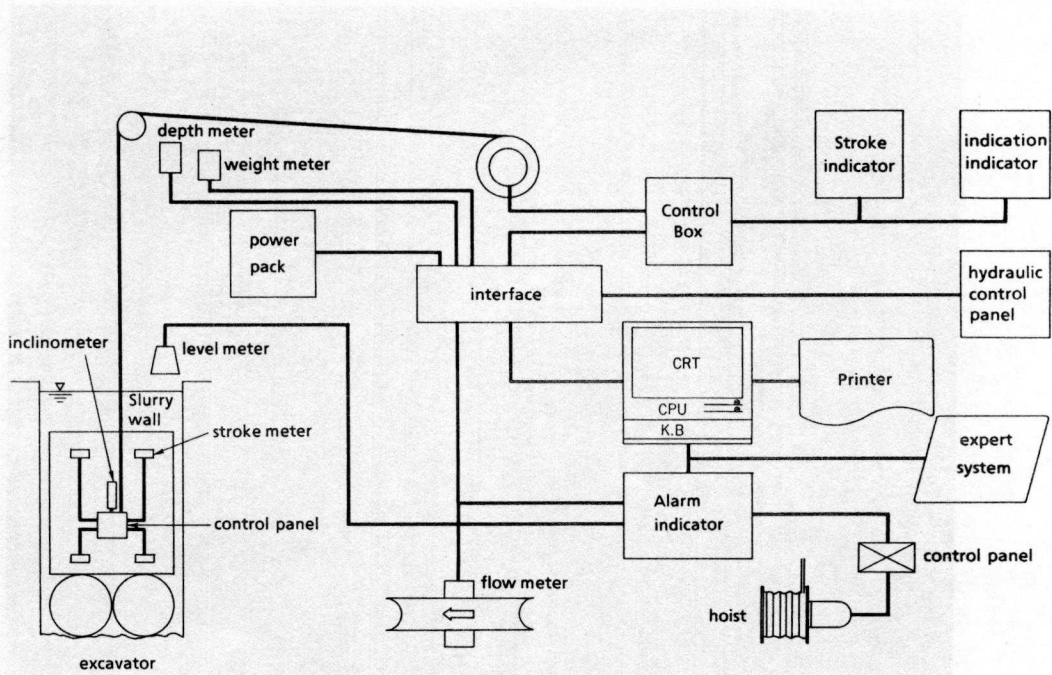 depth meter
weight meter
Stroke
indicator
indication
indicator
Control
Box
power
pack
interface
hydraulic
control
panel
inclinometer
level meter
CRT
Printer
Slurry
wall
CPU
K.B
stroke meter
expert
system
Alarm
indicator
control panel
control panel
flow meter
hoist
excavator